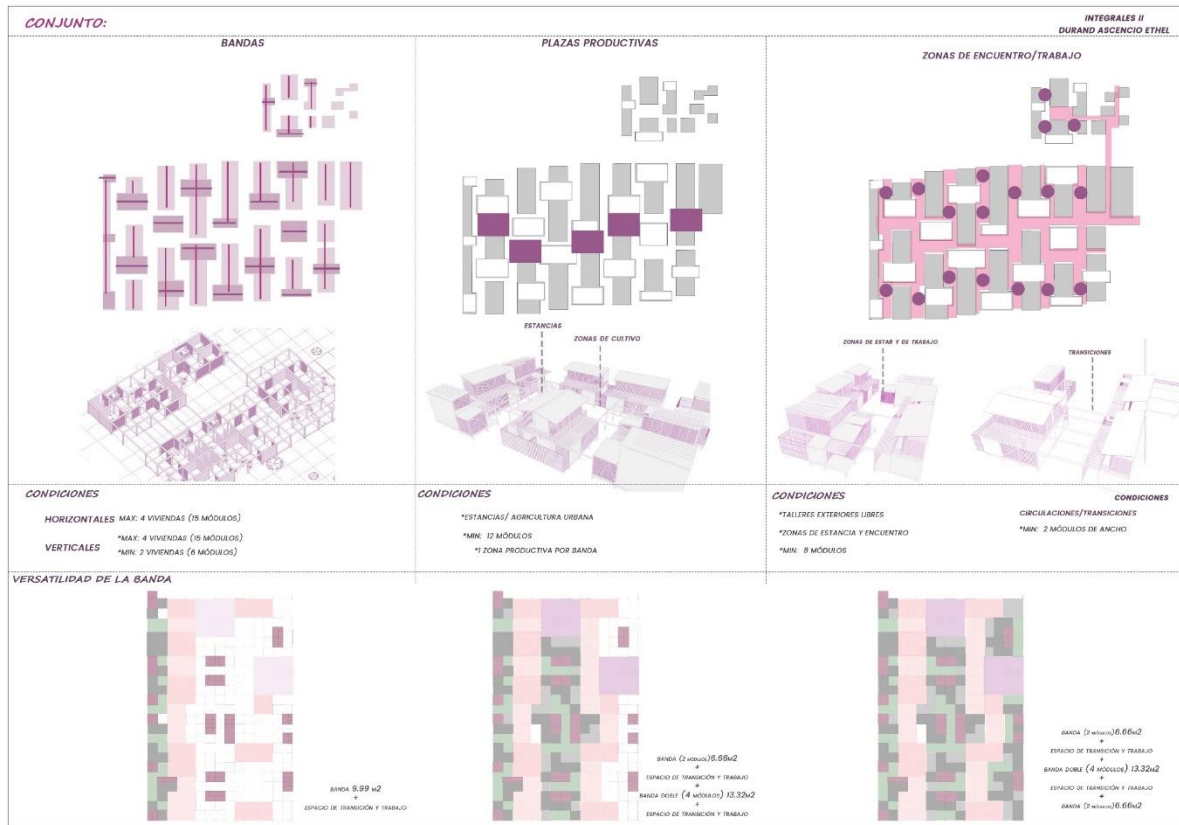 CONJUNTO:
INTEGRALES II
DURAND ASCENCIO ETHEL
BANDAS
PLAZAS PRODUCTIVAS
ZONAS DE ENCUENTRO/TRABAJO
ESTANCIAS
ZONAS DE CULTIVO
ZONAS DE ESTAR Y DE TRABAJO
TRANSICIONES
CONDICIONES
HORIZONTALES MAX: 4 VIVIENDAS (15 MÓDULOS)
VERTICALES
*MAX: 4 VIVIENDAS (15 MÓDULOS)
*MIN: 2 VIVIENDAS (6 MÓDULOS)
CONDICIONES
*ESTANCIAS/ AGRICULTURA URBANA
*MIN: 12 MÓDULOS
*1 ZONA PRODUCTIVA POR BANDA
CONDICIONES
*TALLERES EXTERIORES LIBRES
*ZONAS DE ESTANCIA Y ENCUENTRO
*MIN: 8 MÓDULOS
CONDICIONES
CIRCULACIONES/TRANSICIONES
*MIN: 2 MÓDULOS DE ANCHO
VERSATILIDAD DE LA BANDA
BANDA 9.99 M2
+
ESPACIO DE TRANSICIÓN Y TRABAJO
BANDA (2 MÓDULOS)6.66M2
+
ESPACIO DE TRANSICIÓN Y TRABAJO
+
BANDA DOBLE (4 MÓDULOS) 13.32M2
+
ESPACIO DE TRANSICIÓN Y TRABAJO
BANDA (2 MÓDULOS)6.66M2
+
ESPACIO DE TRANSICIÓN Y TRABAJO
+
BANDA DOBLE (4 MÓDULOS) 13.32M2
+
ESPACIO DE TRANSICIÓN Y TRABAJO
+
BANDA (2 MÓDULOS)6.66M2